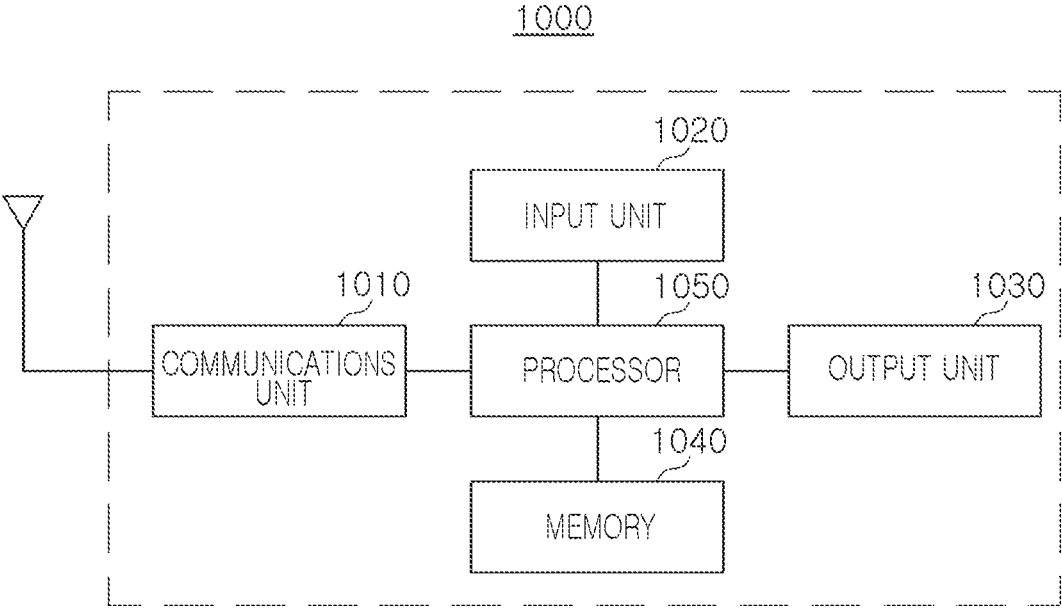 1000
1020
INPUT UNIT
1010
1050
1030
COMMUNICATIONS
UNIT
PROCESSOR
OUTPUT UNIT
1040
MEMORY